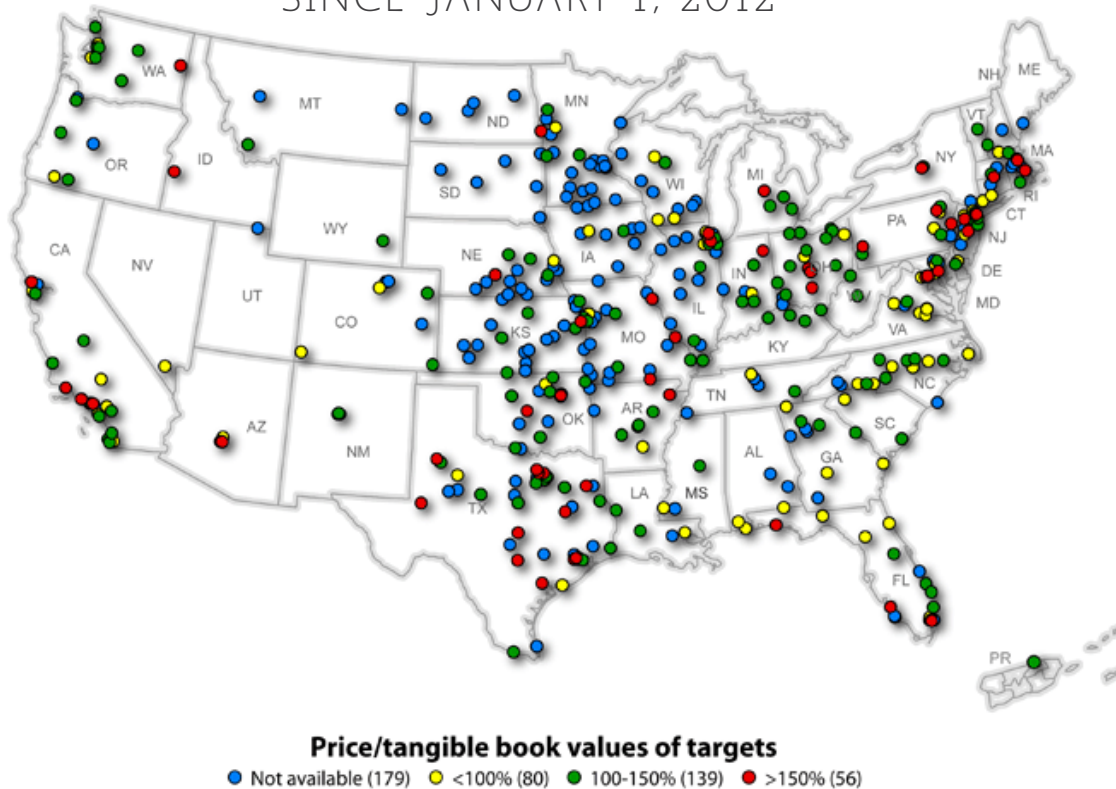 SINCE JANUARY 1, 2012
WA
MT
ND
MN
OR
ID
SD
WI
MI
NY
VT
NH
ME
MA
RI
CT
NJ
PA
WY
NE
IA
CA
NV
UT
CO
KS
MO
IL
IN
OH
WV
DE
MD
VA
KY
NC
TN
AZ
NM
OK
AR
SC
TX
LA
MS
AL
GA
FL
PR
Price/tangible book values of targets
Not available (179) <100% (80) 100-150% (139) >150% (56)